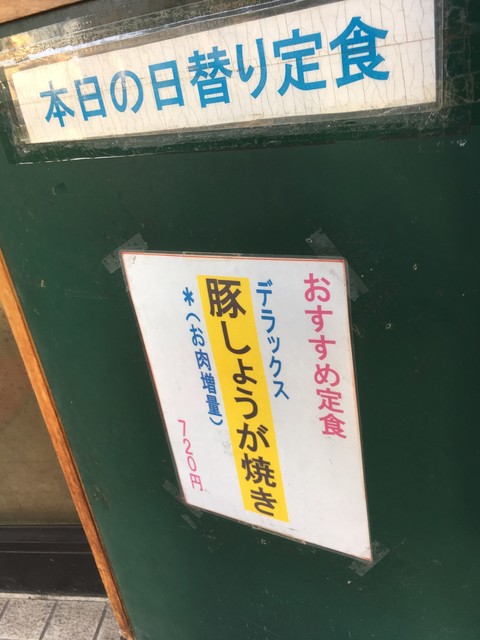 本日の日替り定食
おすすめ定食
デラックス
豚しょうが焼き
*(お肉増量)
720円